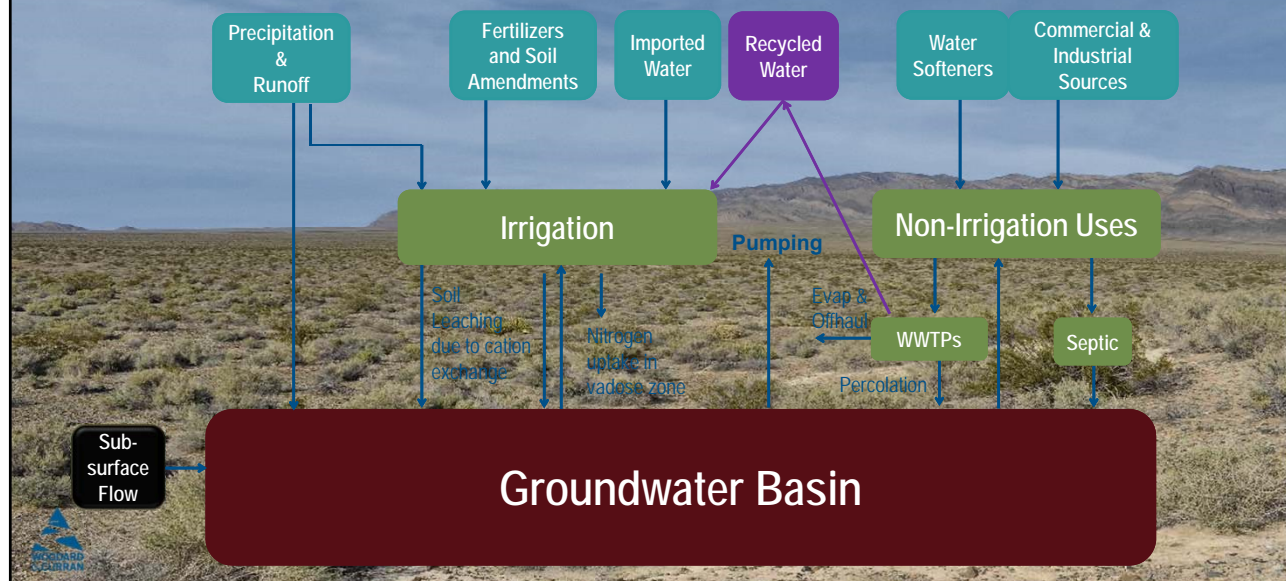 Precipitation
&
Runoff
Fertilizers
and Soil
Amendments
Imported
Water
Recycled
Water
Water
Softeners
Commercial &
Industrial
Sources
Irrigation
Non-Irrigation Uses
Pumping
Soil
Leaching
due to cation
exchange
Nitrogen
uptake in
vadose zone
Evap &
Offhaul
WWTPs
Septic
Percolation
Sub-
surface
Flow
Groundwater Basin
WOODARD
& CURRAN